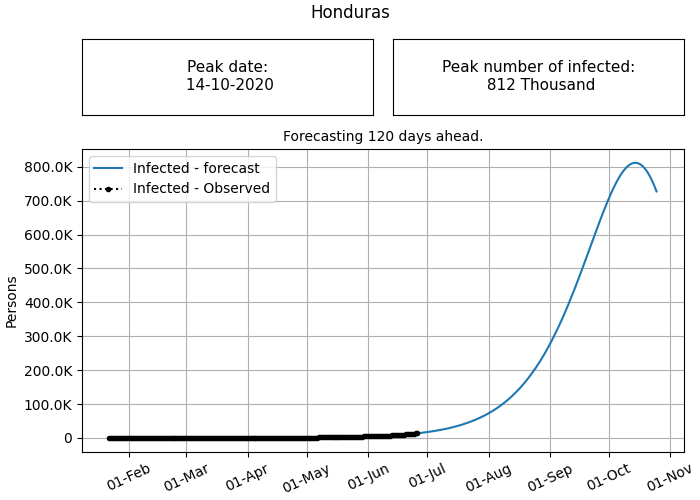 Honduras
Peak date:
14-10-2020
Peak number of infected:
812 Thousand
Forecasting 120 days ahead.
Infected - forecast
Infected - Observed
Persons
800.0K
700.0K
600.0K
500.0K
400.0K
300.0K
200.0K
100.0K
0
01-Feb
01-Mar
01-Apr
01-May
01-Jun
01-Jul
01-Aug
01-Sep
01-Oct
01-Nov